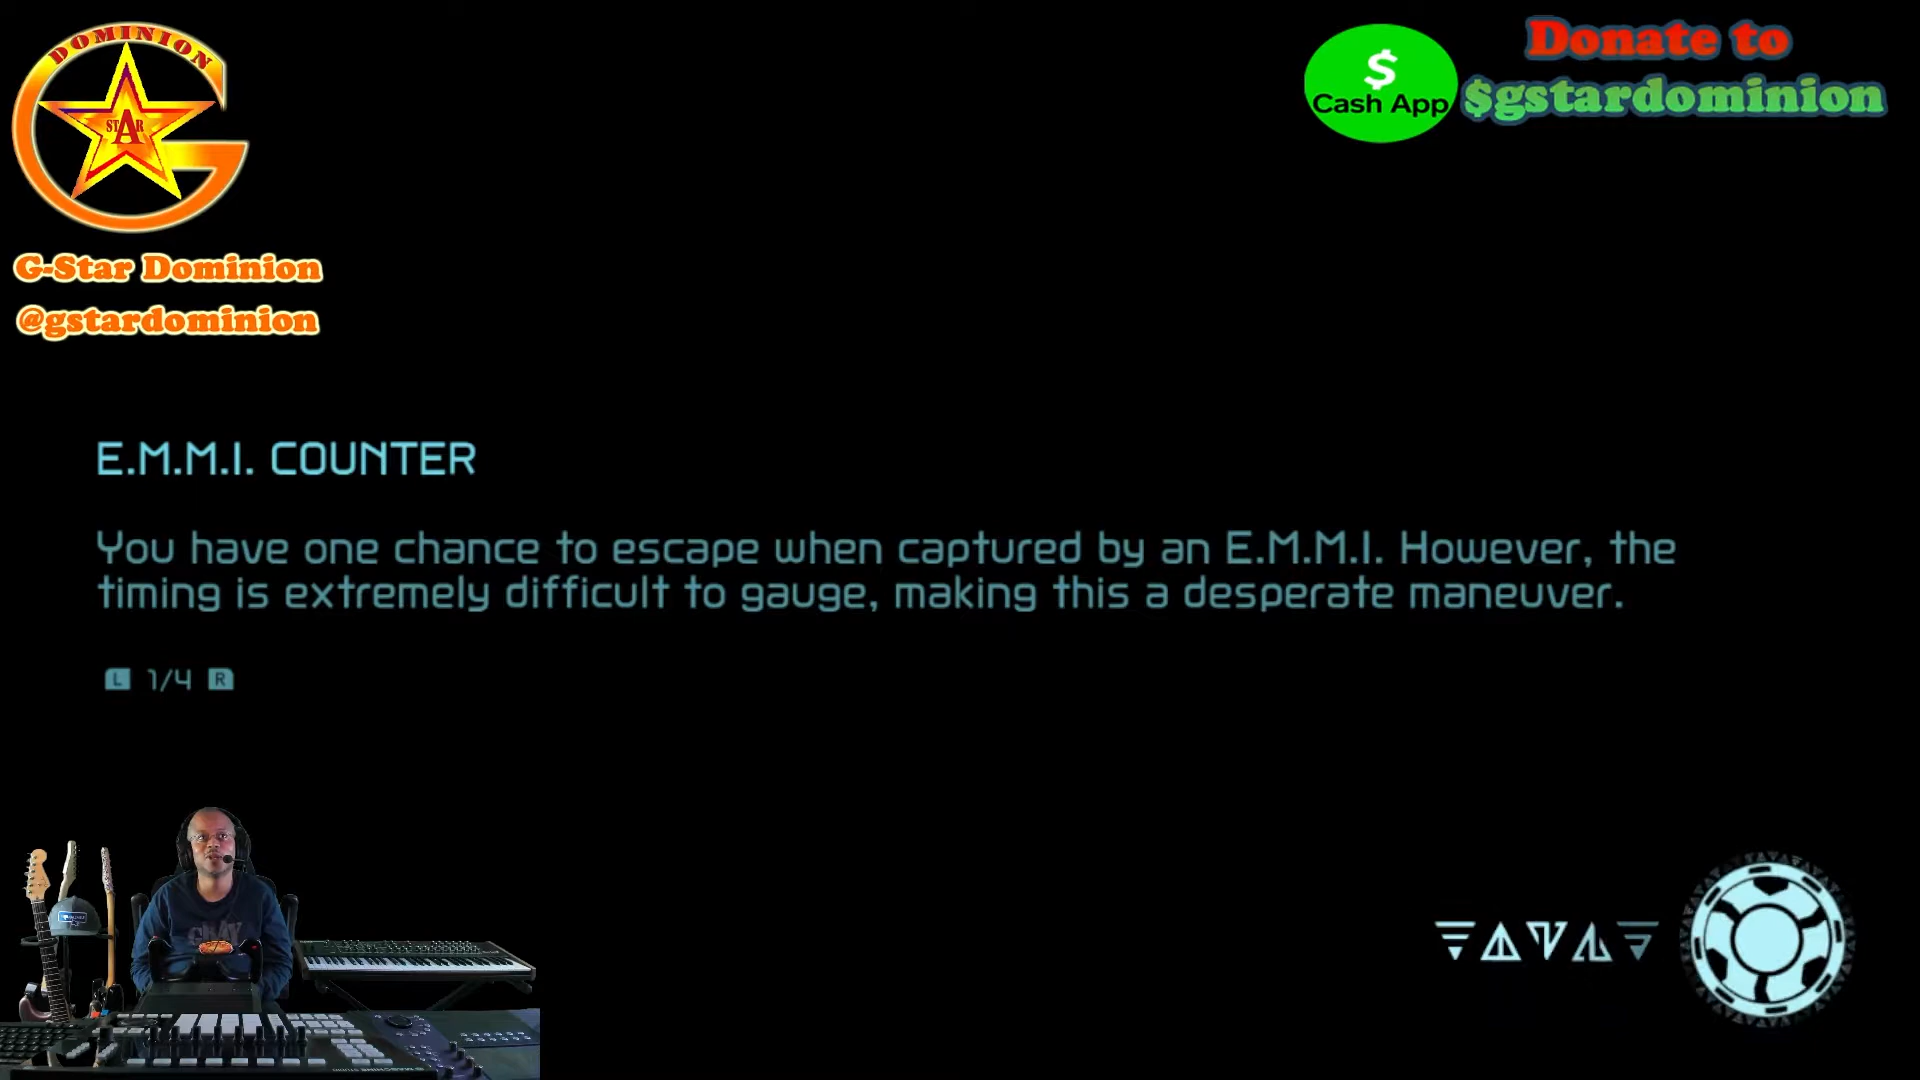 DOMINION
STAR
G-Star Dominion
@gstardominion
$
Cash App
Donate to
$gstardominion
E.M.M.I. COUNTER
You have one chance to escape when captured by an E.M.M.I. However, the
timing is extremely difficult to gauge, making this a desperate maneuver.
L 1/4 R